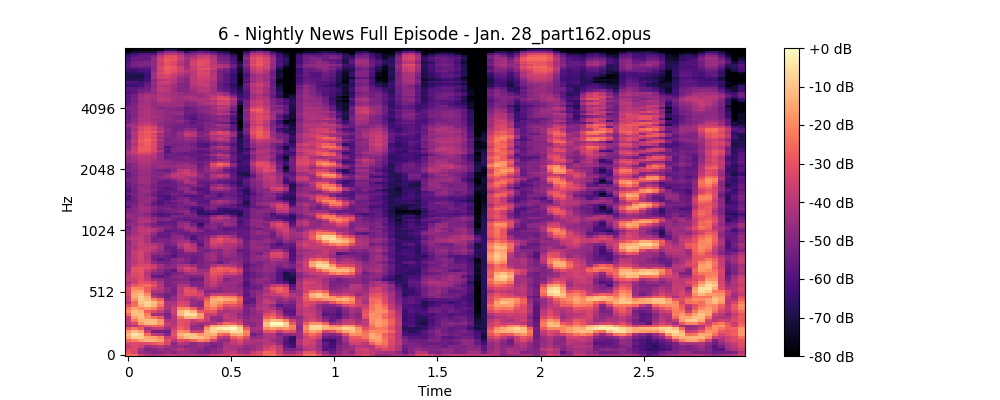 6 - Nightly News Full Episode - Jan. 28_part162.opus
Hz
4096
2048
1024
512
0
0
0.5
1
1.5
2
2.5
Time
+0 dB
-10 dB
-20 dB
-30 dB
-40 dB
-50 dB
-60 dB
-70 dB
-80 dB